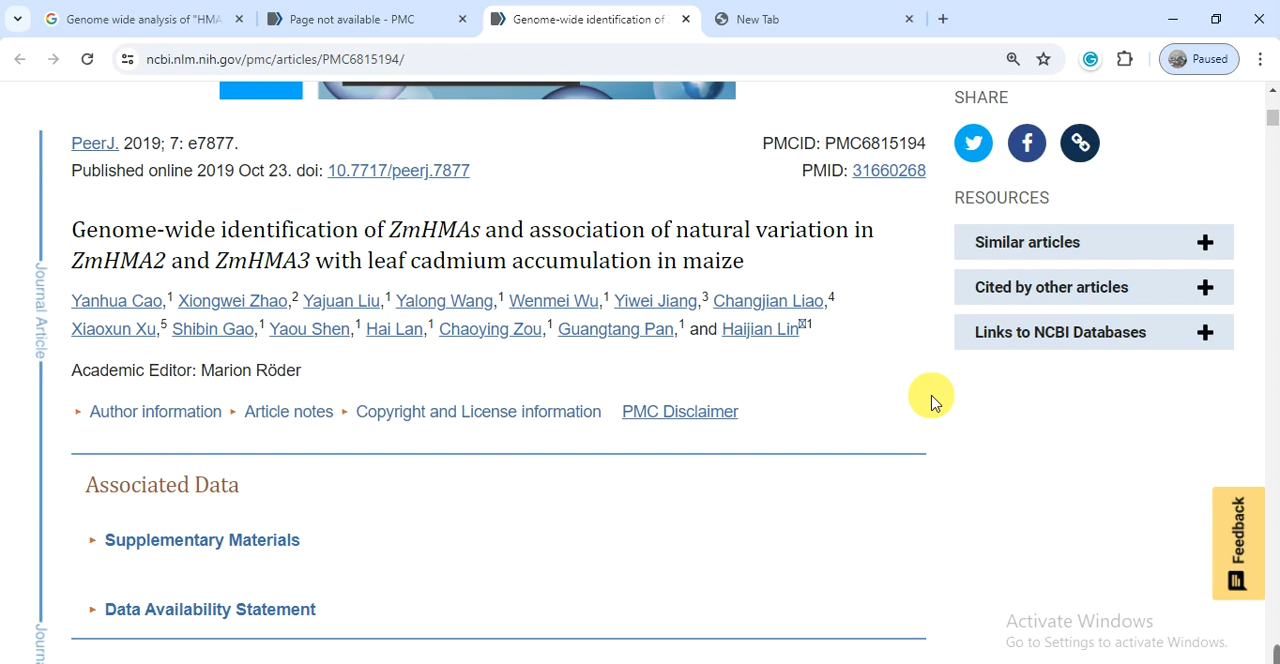 Genome wide analysis of "HMA
Page not available - PMC
Genome-wide identification of
New Tab
ncbi.nlm.nih.gov/pmc/articles/PMC6815194/
Paused
SHARE
PeerJ. 2019; 7: e7877.
PMCID: PMC6815194
Published online 2019 Oct 23. doi: 10.7717/peerj.7877
PMID: 31660268
RESOURCES
Genome-wide identification of ZmHMAs and association of natural variation in
ZmHMA2 and ZmHMA3 with leaf cadmium accumulation in maize
Similar articles
Cited by other articles
Links to NCBI Databases
Yanhua Cao,1 Xiongwei Zhao,2 Yajuan Liu,1 Yalong Wang,1 Wenmei Wu,1 Yiwei Jiang,3 Changjian Liao,4
Xiaoxun Xu,5 Shibin Gao,1 Yaou Shen,1 Hai Lan,1 Chaoying Zou,1 Guangtang Pan,1 and Haijian Lin✉1
Academic Editor: Marion Röder
Author information
Article notes
Copyright and License information
PMC Disclaimer
Journal Article
Associated Data
Supplementary Materials
Data Availability Statement
Journa
Feedback
Activate Windows
Go to Settings to activate Windows.